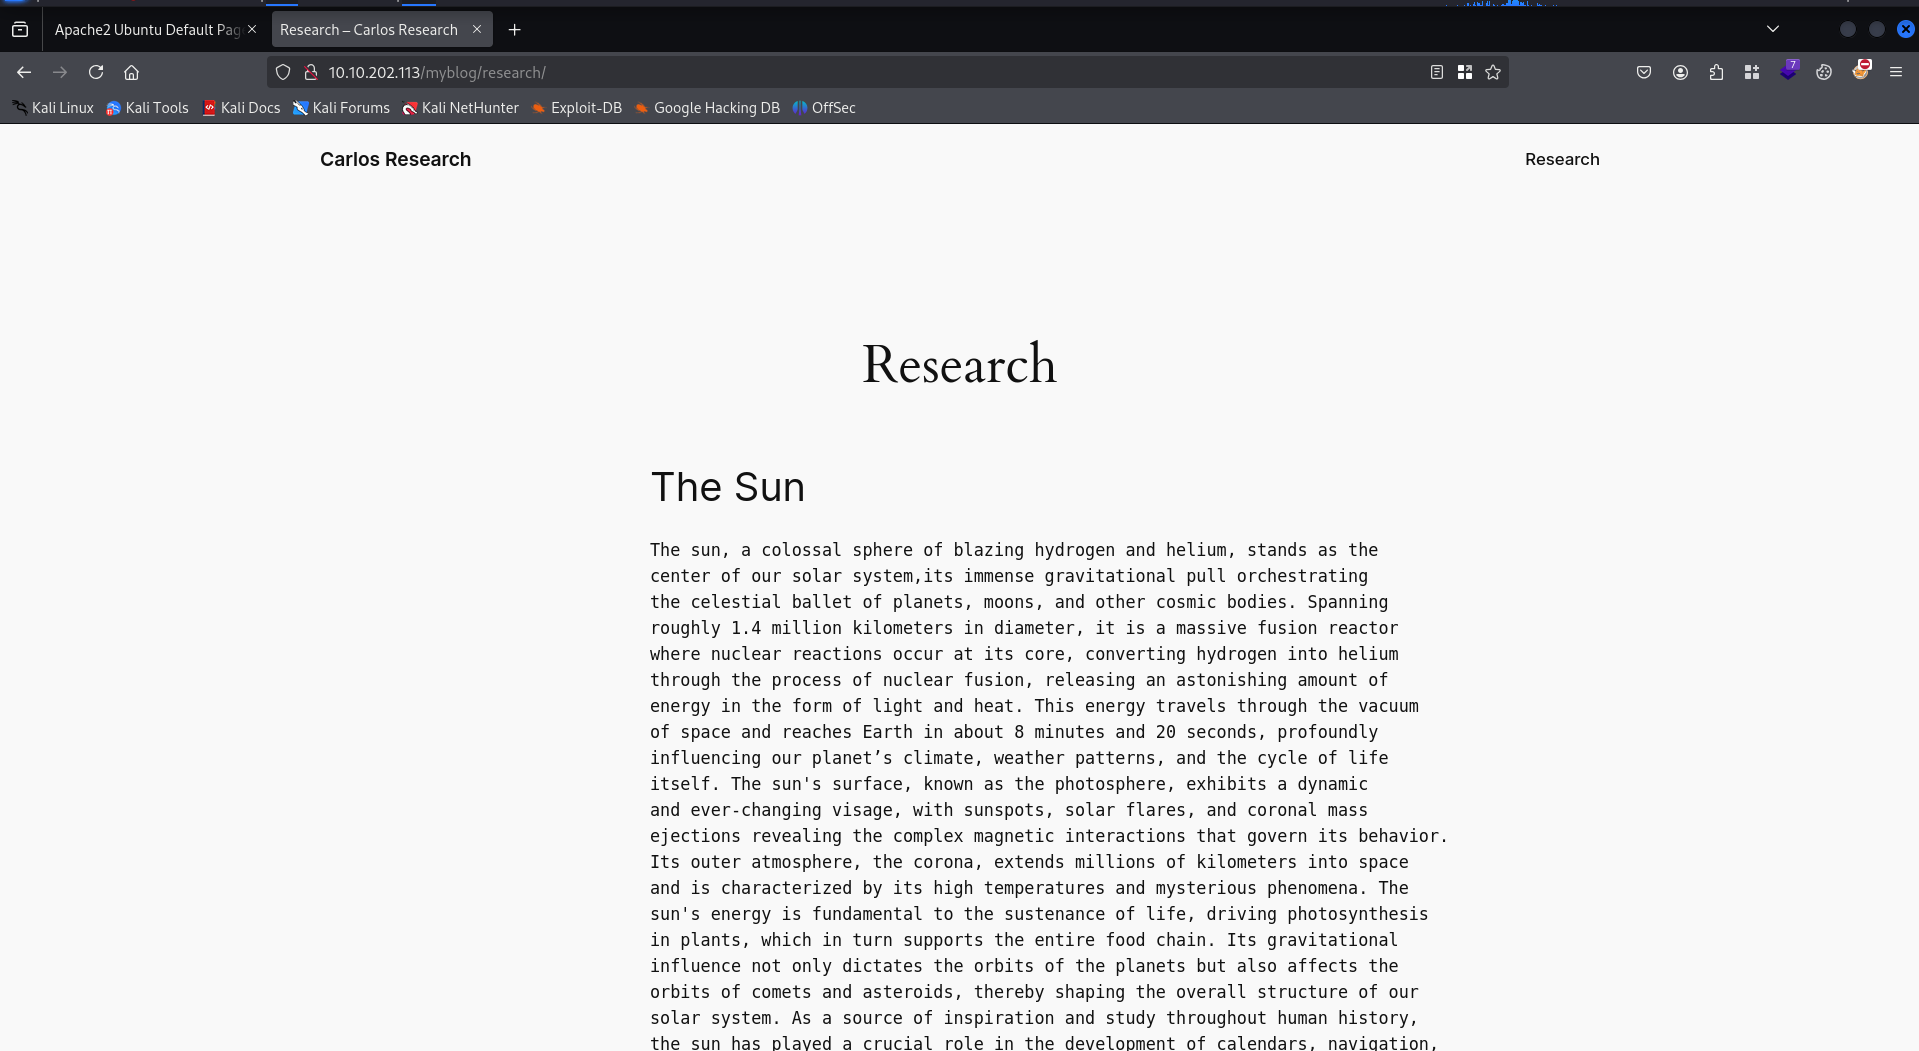 Apache2 Ubuntu Default Pag
Research – Carlos Research
10.10.202.113/myblog/research/
7
Kali Linux
Kali Tools
Kali Docs
Kali Forums
Kali NetHunter
Exploit-DB
Google Hacking DB
OffSec
Carlos Research
Research
Research
The Sun
The sun, a colossal sphere of blazing hydrogen and helium, stands as the
center of our solar system,its immense gravitational pull orchestrating
the celestial ballet of planets, moons, and other cosmic bodies. Spanning
roughly 1.4 million kilometers in diameter, it is a massive fusion reactor
where nuclear reactions occur at its core, converting hydrogen into helium
through the process of nuclear fusion, releasing an astonishing amount of
energy in the form of light and heat. This energy travels through the vacuum
of space and reaches Earth in about 8 minutes and 20 seconds, profoundly
influencing our planet’s climate, weather patterns, and the cycle of life
itself. The sun's surface, known as the photosphere, exhibits a dynamic
and ever-changing visage, with sunspots, solar flares, and coronal mass
ejections revealing the complex magnetic interactions that govern its behavior.
Its outer atmosphere, the corona, extends millions of kilometers into space
and is characterized by its high temperatures and mysterious phenomena. The
sun's energy is fundamental to the sustenance of life, driving photosynthesis
in plants, which in turn supports the entire food chain. Its gravitational
influence not only dictates the orbits of the planets but also affects the
orbits of comets and asteroids, thereby shaping the overall structure of our
solar system. As a source of inspiration and study throughout human history,
the sun has played a crucial role in the development of calendars, navigation,